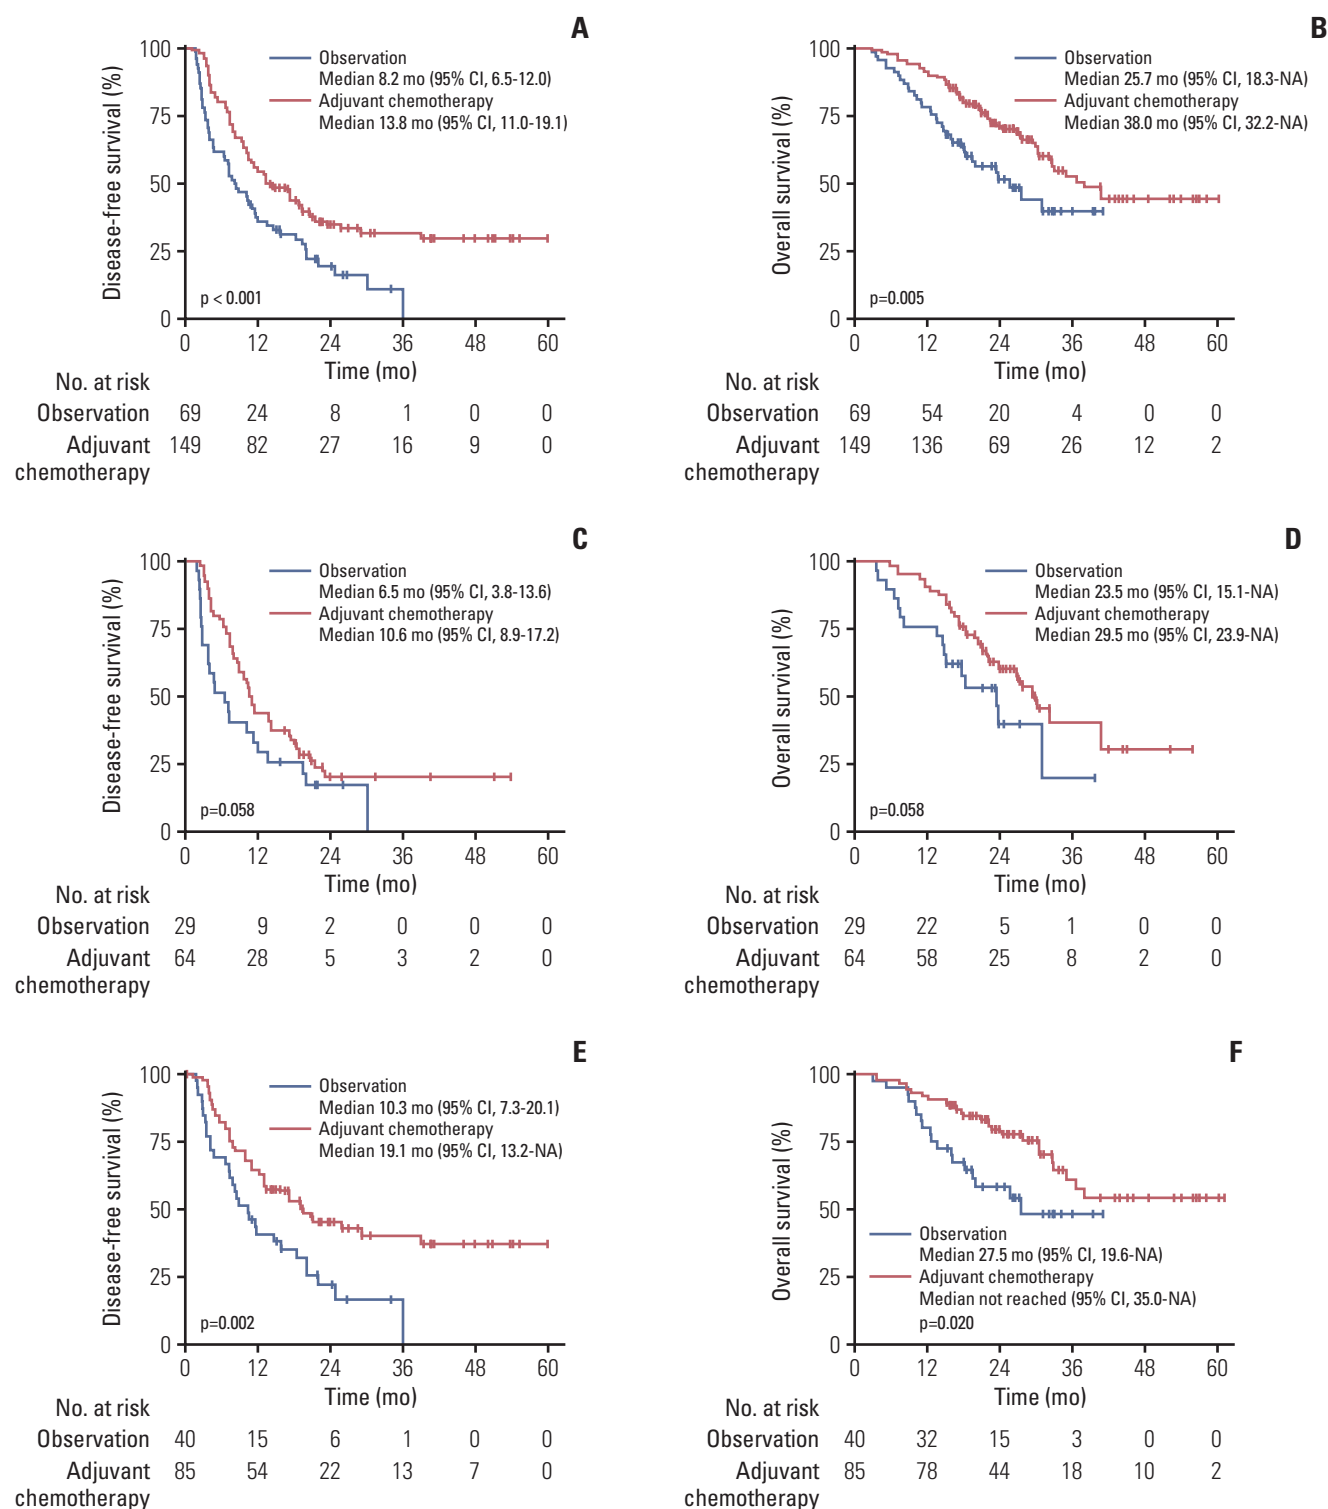 A
100
75
50
25
0
Disease-free survival (%)
Observation
Median 8.2 mo (95% CI, 6.5-12.0)
Adjuvant chemotherapy
Median 13.8 mo (95% CI, 11.0-19.1)
p < 0.001
0 12 24 36 48 60
Time (mo)
No. at risk
Observation 69 24 8 1 0 0
Adjuvant 149 82 27 16 9 0
chemotherapy
B
100
75
50
25
0
Overall survival (%)
Observation
Median 25.7 mo (95% CI, 18.3-NA)
Adjuvant chemotherapy
Median 38.0 mo (95% CI, 32.2-NA)
p=0.005
0 12 24 36 48 60
Time (mo)
No. at risk
Observation 69 54 20 4 0 0
Adjuvant 149 136 69 26 12 2
chemotherapy
C
100
75
50
25
0
Disease-free survival (%)
Observation
Median 6.5 mo (95% CI, 3.8-13.6)
Adjuvant chemotherapy
Median 10.6 mo (95% CI, 8.9-17.2)
p=0.058
0 12 24 36 48 60
Time (mo)
No. at risk
Observation 29 9 2 0 0 0
Adjuvant 64 28 5 3 2 0
chemotherapy
D
100
75
50
25
0
Overall survival (%)
Observation
Median 23.5 mo (95% CI, 15.1-NA)
Adjuvant chemotherapy
Median 29.5 mo (95% CI, 23.9-NA)
p=0.058
0 12 24 36 48 60
Time (mo)
No. at risk
Observation 29 22 5 1 0 0
Adjuvant 64 58 25 8 2 0
chemotherapy
E
100
75
50
25
0
Disease-free survival (%)
Observation
Median 10.3 mo (95% CI, 7.3-20.1)
Adjuvant chemotherapy
Median 19.1 mo (95% CI, 13.2-NA)
p=0.002
0 12 24 36 48 60
Time (mo)
No. at risk
Observation 40 15 6 1 0 0
Adjuvant 85 54 22 13 7 0
chemotherapy
F
100
75
50
25
0
Overall survival (%)
Observation
Median 27.5 mo (95% CI, 19.6-NA)
Adjuvant chemotherapy
Median not reached (95% CI, 35.0-NA)
p=0.020
0 12 24 36 48 60
Time (mo)
No. at risk
Observation 40 32 15 3 0 0
Adjuvant 85 78 44 18 10 2
chemotherapy